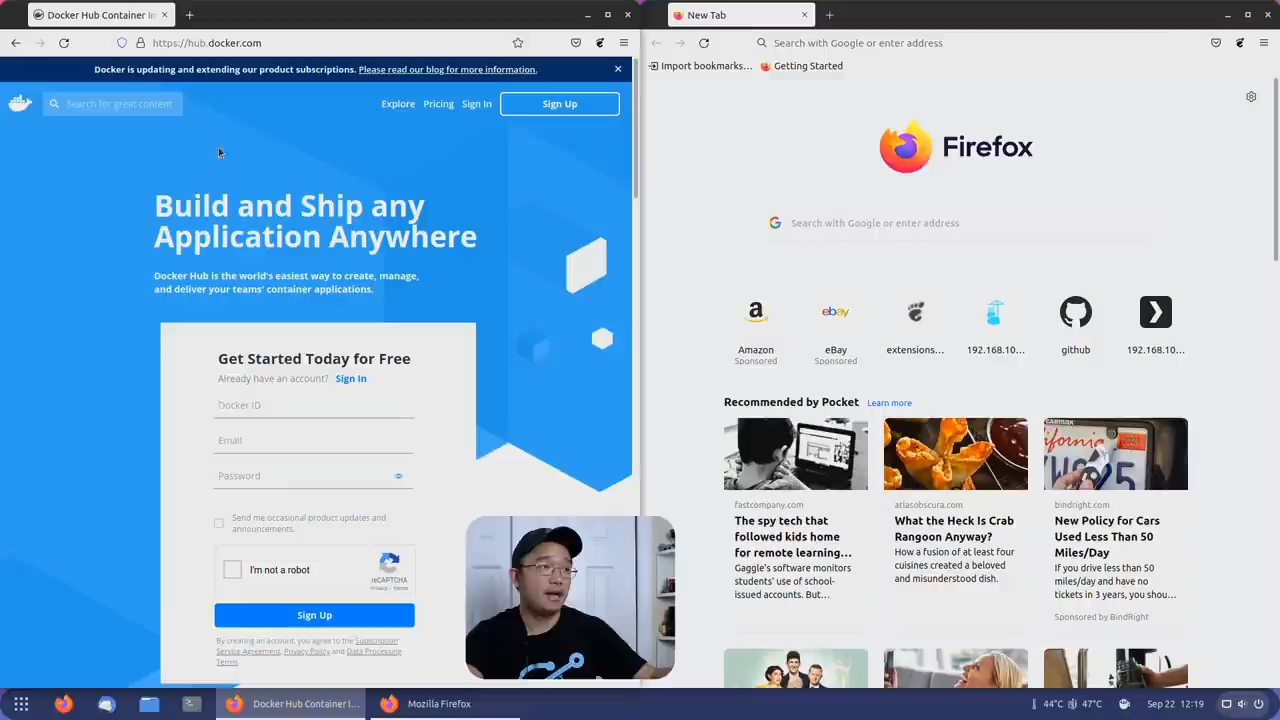 Docker Hub Container I
https://hub.docker.com
Docker is updating and extending our product subscriptions. Please read our blog for more information.
Search for great content
Explore
Pricing
Sign In
Sign Up
Build and Ship any
Application Anywhere
Docker Hub is the world's easiest way to create, manage,
and deliver your teams' container applications.
Get Started Today for Free
Already have an account? Sign In
Docker ID
Email
Password
Send me occasional product updates and
announcements.
I'm not a robot
reCAPTCHA
Privacy - Terms
Sign Up
By creating an account, you agree to the Subscription
Service Agreement, Privacy Policy and Data Processing
Terms.
New Tab
Search with Google or enter address
Import bookmarks...
Getting Started
Firefox
Search with Google or enter address
a
Amazon
Sponsored
ebay
eBay
Sponsored
extensions...
192.168.10...
github
192.168.10...
Recommended by Pocket
Learn more
CARMAX
California
2021
5
fastcompany.com
The spy tech that
followed kids home
for remote learning...
Gaggle's software monitors
students' use of school-
issued accounts. But...
atlasobscura.com
What the Heck Is Crab
Rangoon Anyway?
How a fusion of at least four
cuisines created a beloved
and misunderstood dish.
bindright.com
New Policy for Cars
Used Less Than 50
Miles/Day
If you drive less than 50
miles/day and have no
tickets in 3 years, you shou...
Sponsored by BindRight
Docker Hub Container I...
Mozilla Firefox
44°C
47°C
Sep 22 12:19